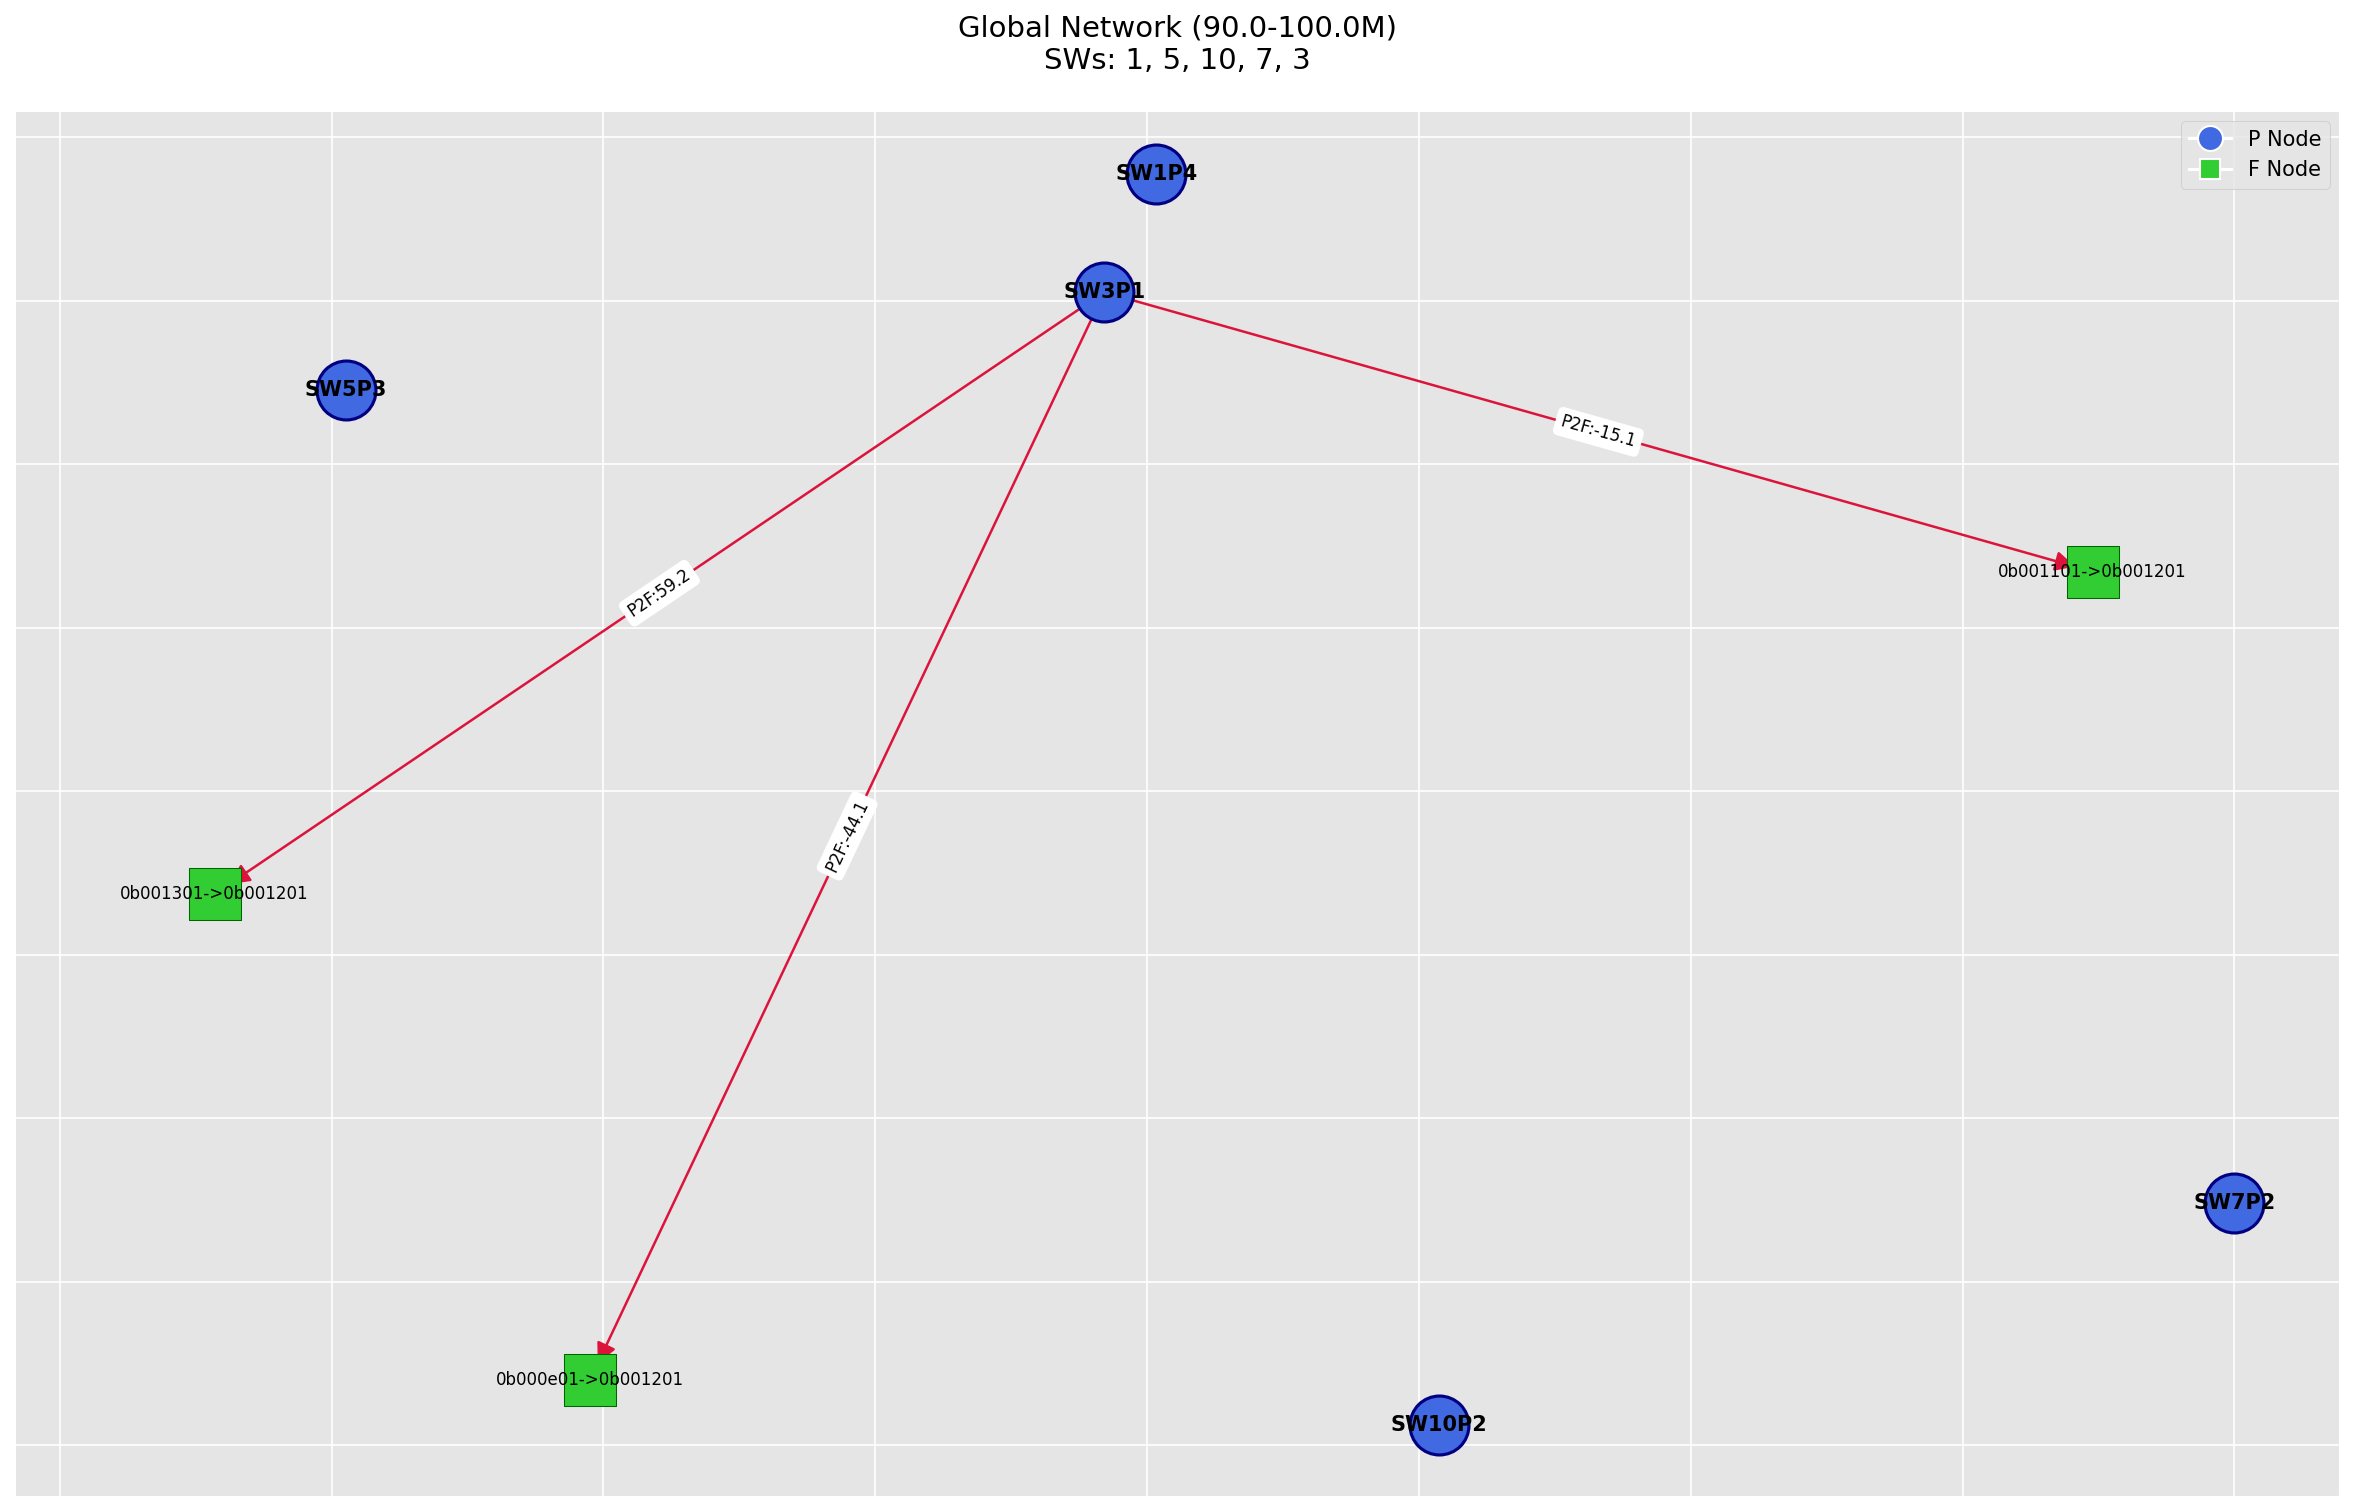 Global Network (90.0-100.0M)
SWs: 1, 5, 10, 7, 3
P Node
F Node
SW1P4
SW3P1
SW5P3
P2F:-15.1
0b001101->0b001201
P2F:59.2
P2F:-44.1
0b001301->0b001201
SW7P2
0b000e01->0b001201
SW10P2